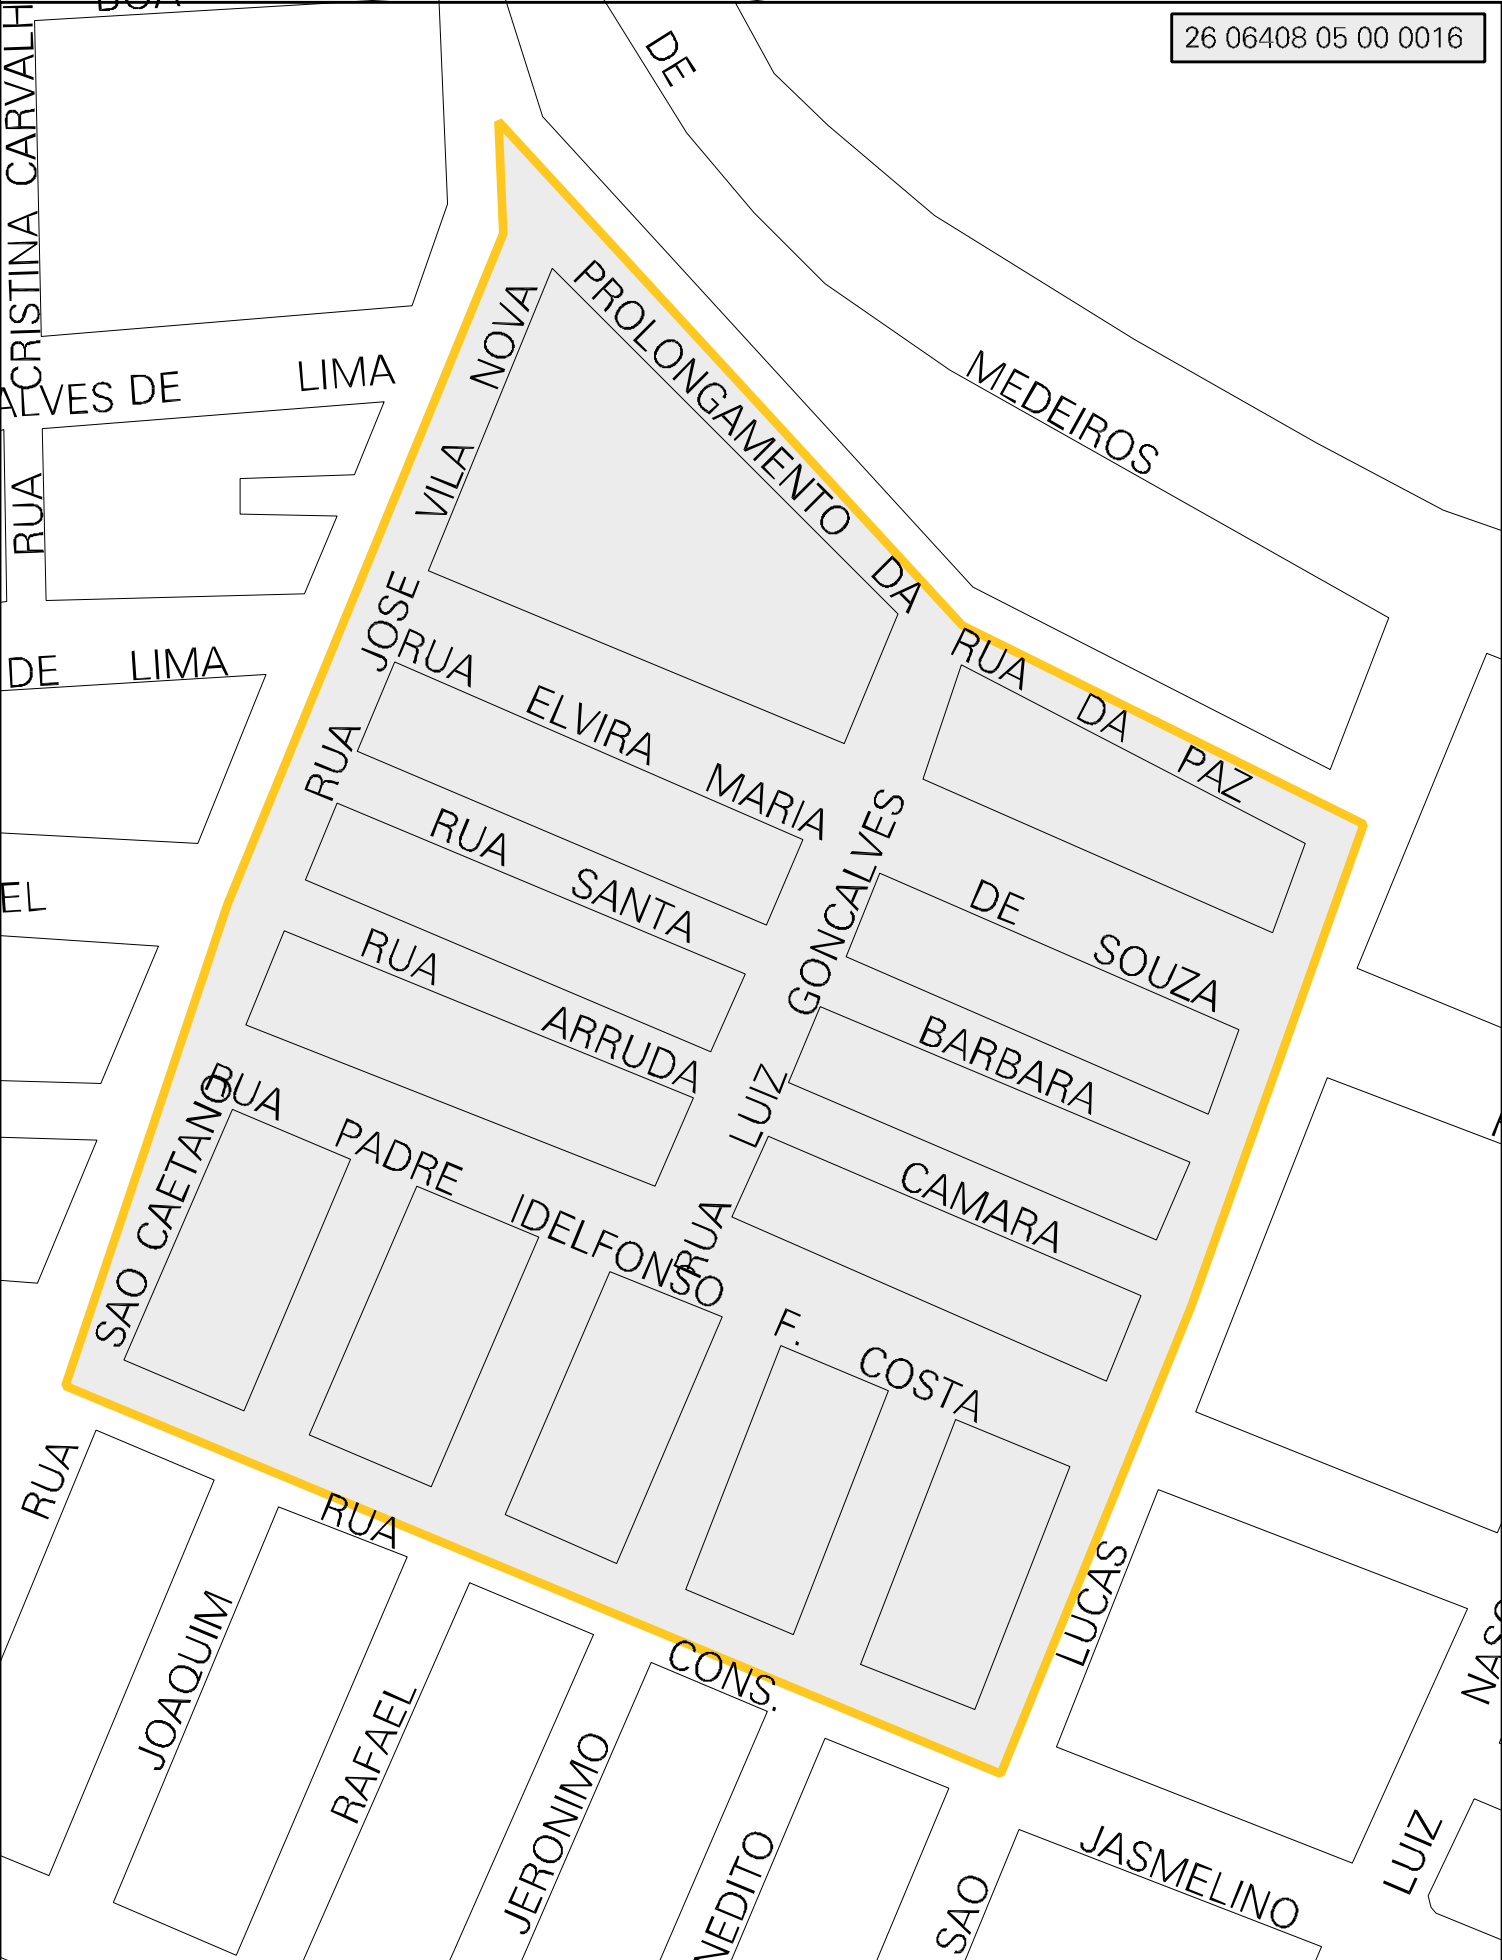 26 06408 05 00 0016
DE
MEDEIROS
CRISTINA CARVALH
RUA
ALVES DE LIMA
DE LIMA
EL
RUA JOSE VILA NOVA
PROLONGAMENTO DA
RUA DA PAZ
RUA ELVIRA MARIA
DE SOUZA
RUA SANTA
BARBARA
RUA ARRUDA
CAMARA
RUA LUIZ GONCALVES
RUA PADRE IDELFONSO F. COSTA
SAO CAETANO
RUA
RUA CONS.
JOAQUIM
RAFAEL
JERONIMO
NEDITO
SAO
LUCAS
JASMELINO
LUIZ
NASC